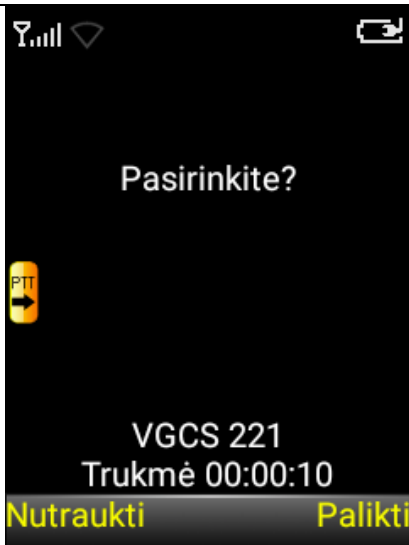 Pasirinkite?
PTT
VGCS 221
Trukmė 00:00:10
Nutraukti Palikti